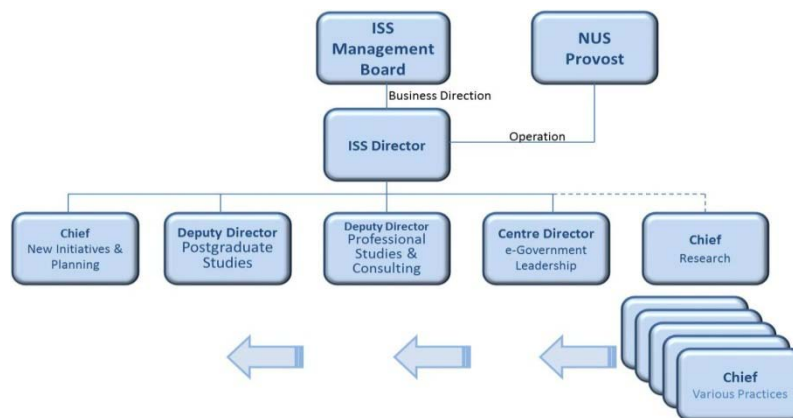 ISS
Management
Board
NUS
Provost
Business Direction
ISS Director
Operation
Chief
New Initiatives &
Planning
Deputy Director
Postgraduate
Studies
Deputy Director
Professional
Studies &
Consulting
Centre Director
e-Government
Leadership
Chief
Research
Chief
Various Practices